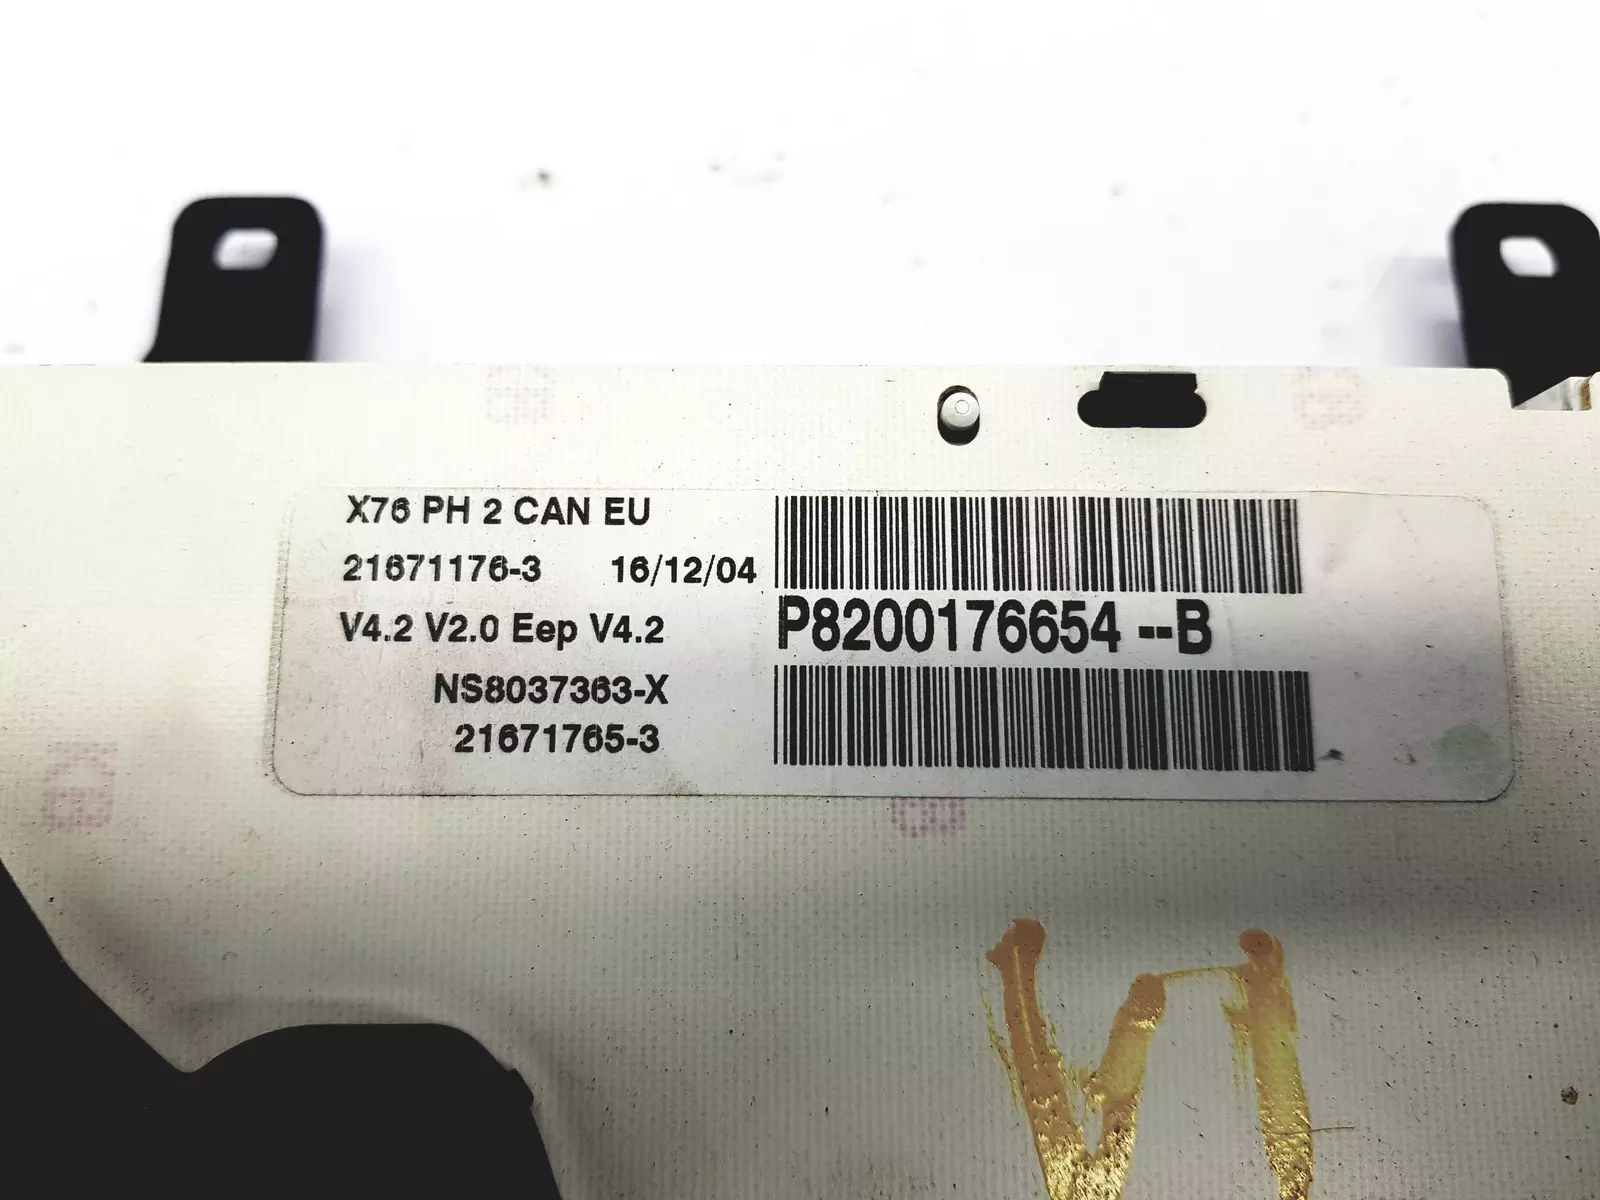 X76 PH 2 CAN EU
21671176-3 16/12/04
V4.2 V2.0 Eep V4.2
NS8037363-X
21671765-3
P8200176654--B
VI